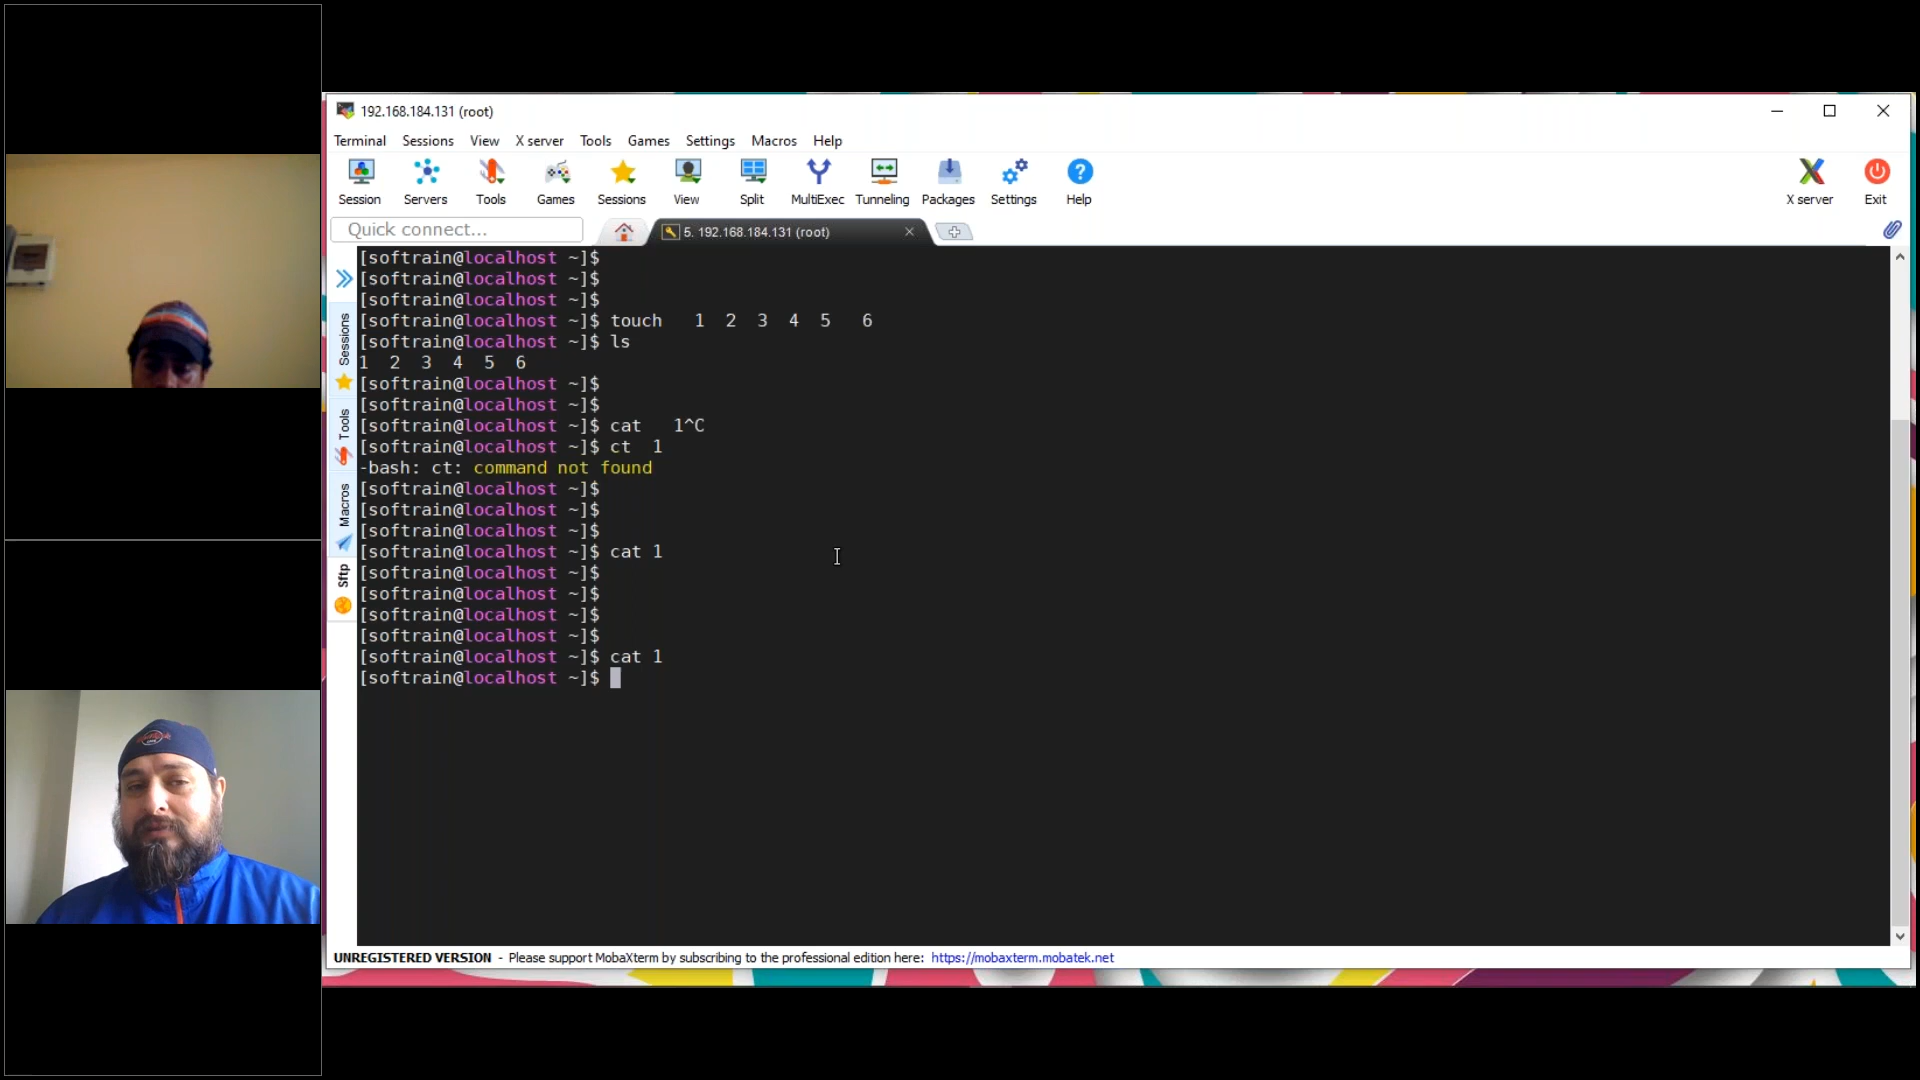 192.168.184.131 (root)
Terminal Sessions View X server Tools Games Settings Macros Help
Session Servers Tools Games Sessions View Split MultiExec Tunneling Packages Settings Help X server Exit
Quick connect...
5. 192.168.184.131 (root)
Sessions
Tools
Macros
Sftp
[softrain@localhost ~]$
[softrain@localhost ~]$
[softrain@localhost ~]$
[softrain@localhost ~]$ touch   1  2  3  4  5   6
[softrain@localhost ~]$ ls
1  2  3  4  5  6
[softrain@localhost ~]$
[softrain@localhost ~]$
[softrain@localhost ~]$ cat   1^C
[softrain@localhost ~]$ ct  1
-bash: ct: command not found
[softrain@localhost ~]$
[softrain@localhost ~]$
[softrain@localhost ~]$
[softrain@localhost ~]$ cat 1
[softrain@localhost ~]$
[softrain@localhost ~]$
[softrain@localhost ~]$
[softrain@localhost ~]$
[softrain@localhost ~]$ cat 1
[softrain@localhost ~]$
UNREGISTERED VERSION - Please support MobaXterm by subscribing to the professional edition here: https://mobaxterm.mobatek.net